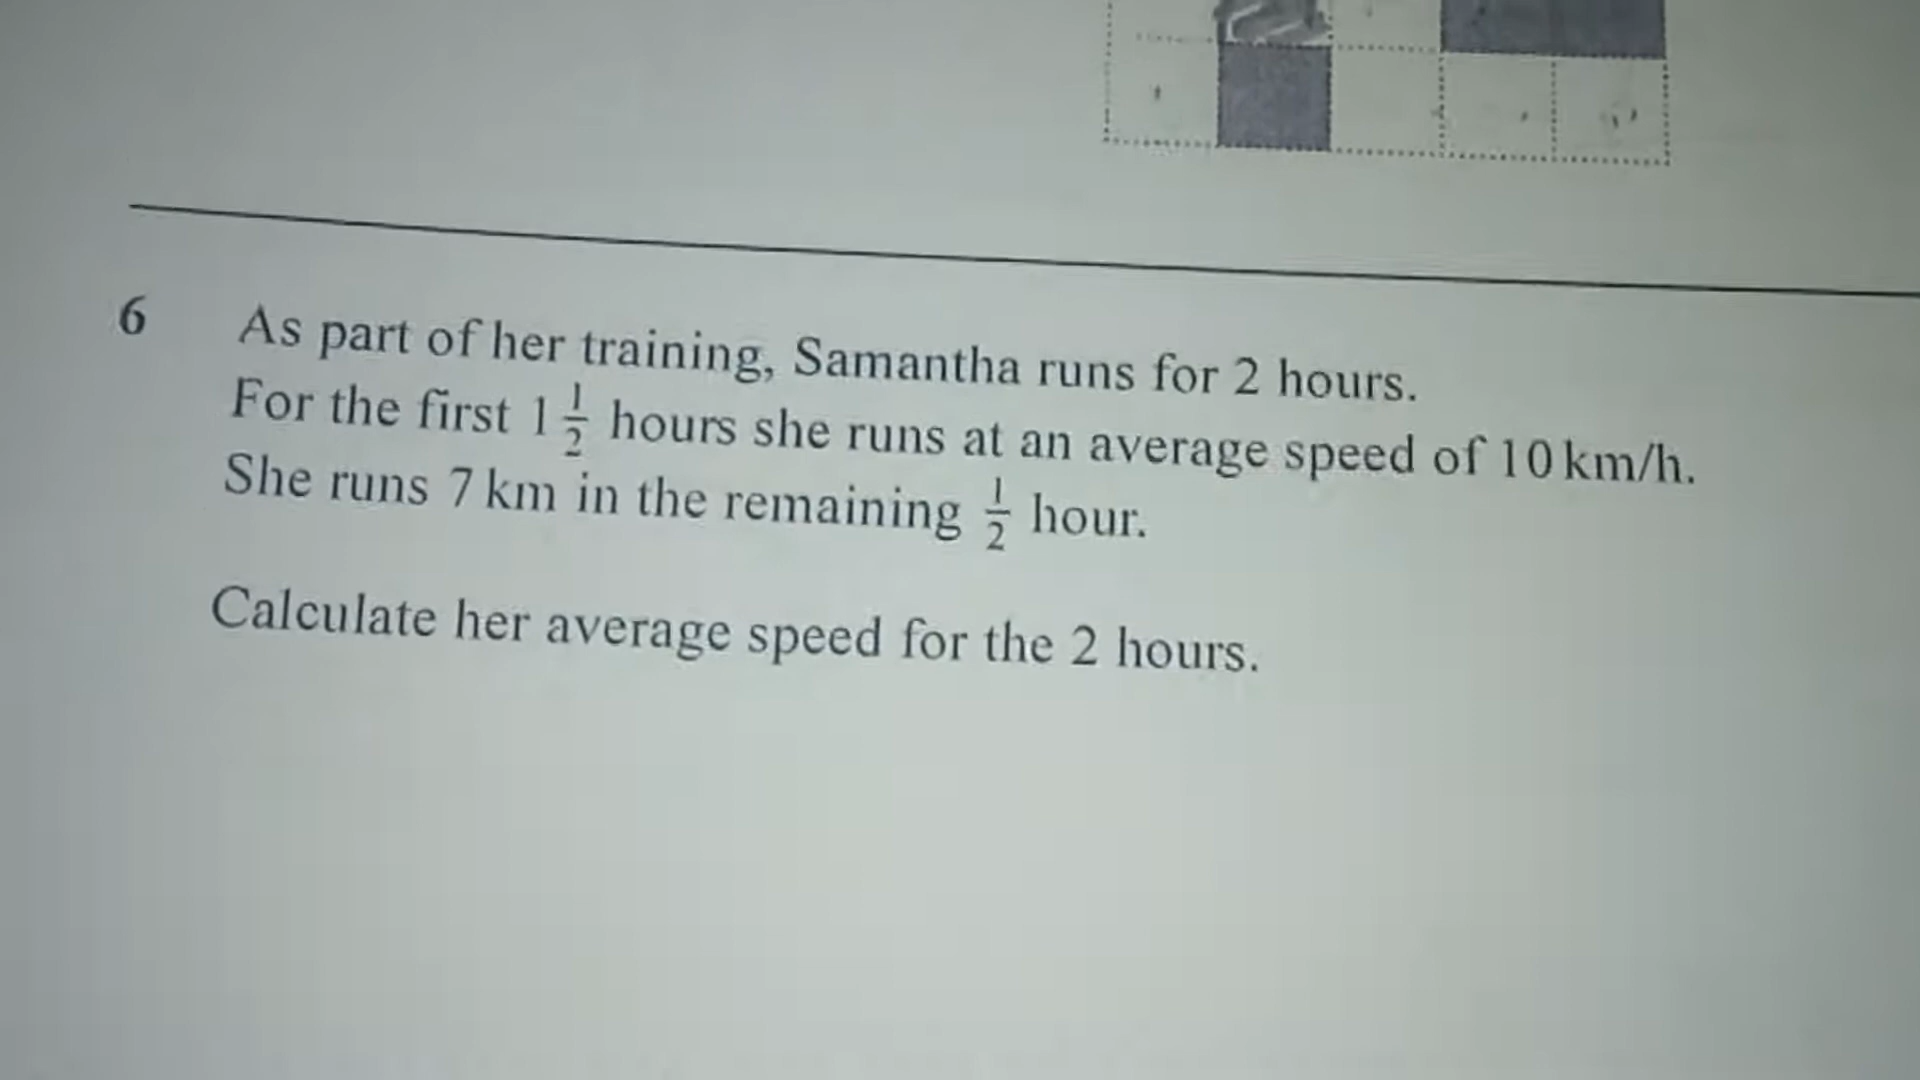 6 As part of her training, Samantha runs for 2 hours.
For the first 1 1/2 hours she runs at an average speed of 10 km/h.
She runs 7 km in the remaining 1/2 hour.
Calculate her average speed for the 2 hours.